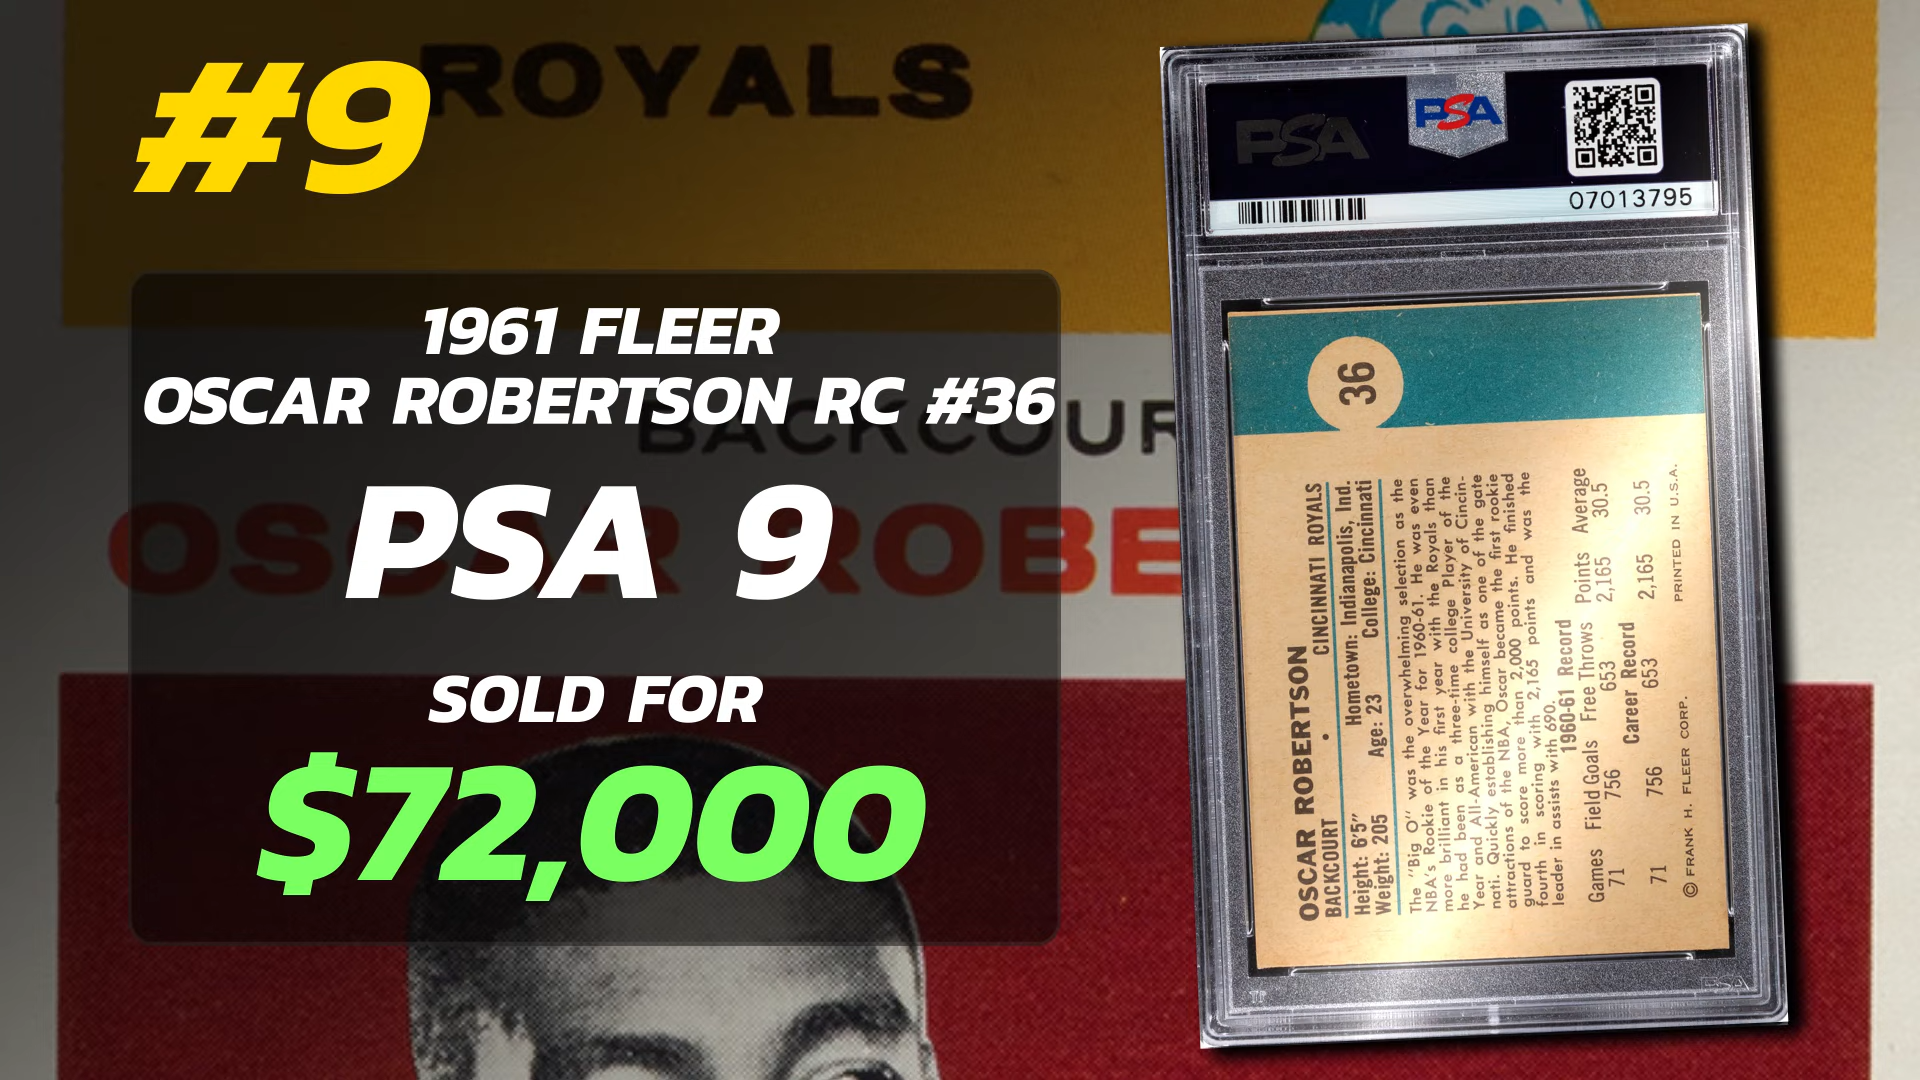 #9
ROYALS
1961 FLEER
OSCAR ROBERTSON RC #36
BACKCOUR
OSCAR ROBE
PSA 9
SOLD FOR
$72,000
PSA
PSA
07013795
36
OSCAR ROBERTSON
BACKCOURT • CINCINNATI ROYALS
Height: 6'5" Hometown: Indianapolis, Ind.
Weight: 205 Age: 23 College: Cincinnati
The "Big O" was the overwhelming selection as the
NBA's Rookie of the Year for 1960-61. He was even
more brilliant in his first year with the Royals than
he had been as a three-time college Player of the
Year and All-American with the University of Cincin-
nati. Quickly establishing himself as one of the gate
attractions of the NBA, Oscar became the first rookie
guard to score more than 2,000 points. He finished
fourth in scoring with 2,165 points and was the
leader in assists with 690.
1960-61 Record
Games Field Goals Free Throws Points Average
71 756 653 2,165 30.5
Career Record
71 756 653 2,165 30.5
© FRANK H. FLEER CORP. PRINTED IN U.S.A.
PSA